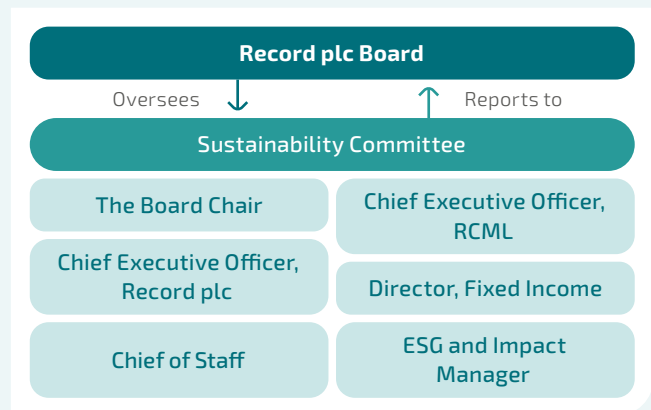 Record plc Board
Oversees
Reports to
Sustainability Committee
The Board Chair
Chief Executive Officer,
Record plc
Chief of Staff
Chief Executive Officer,
RCML
Director, Fixed Income
ESG and Impact
Manager